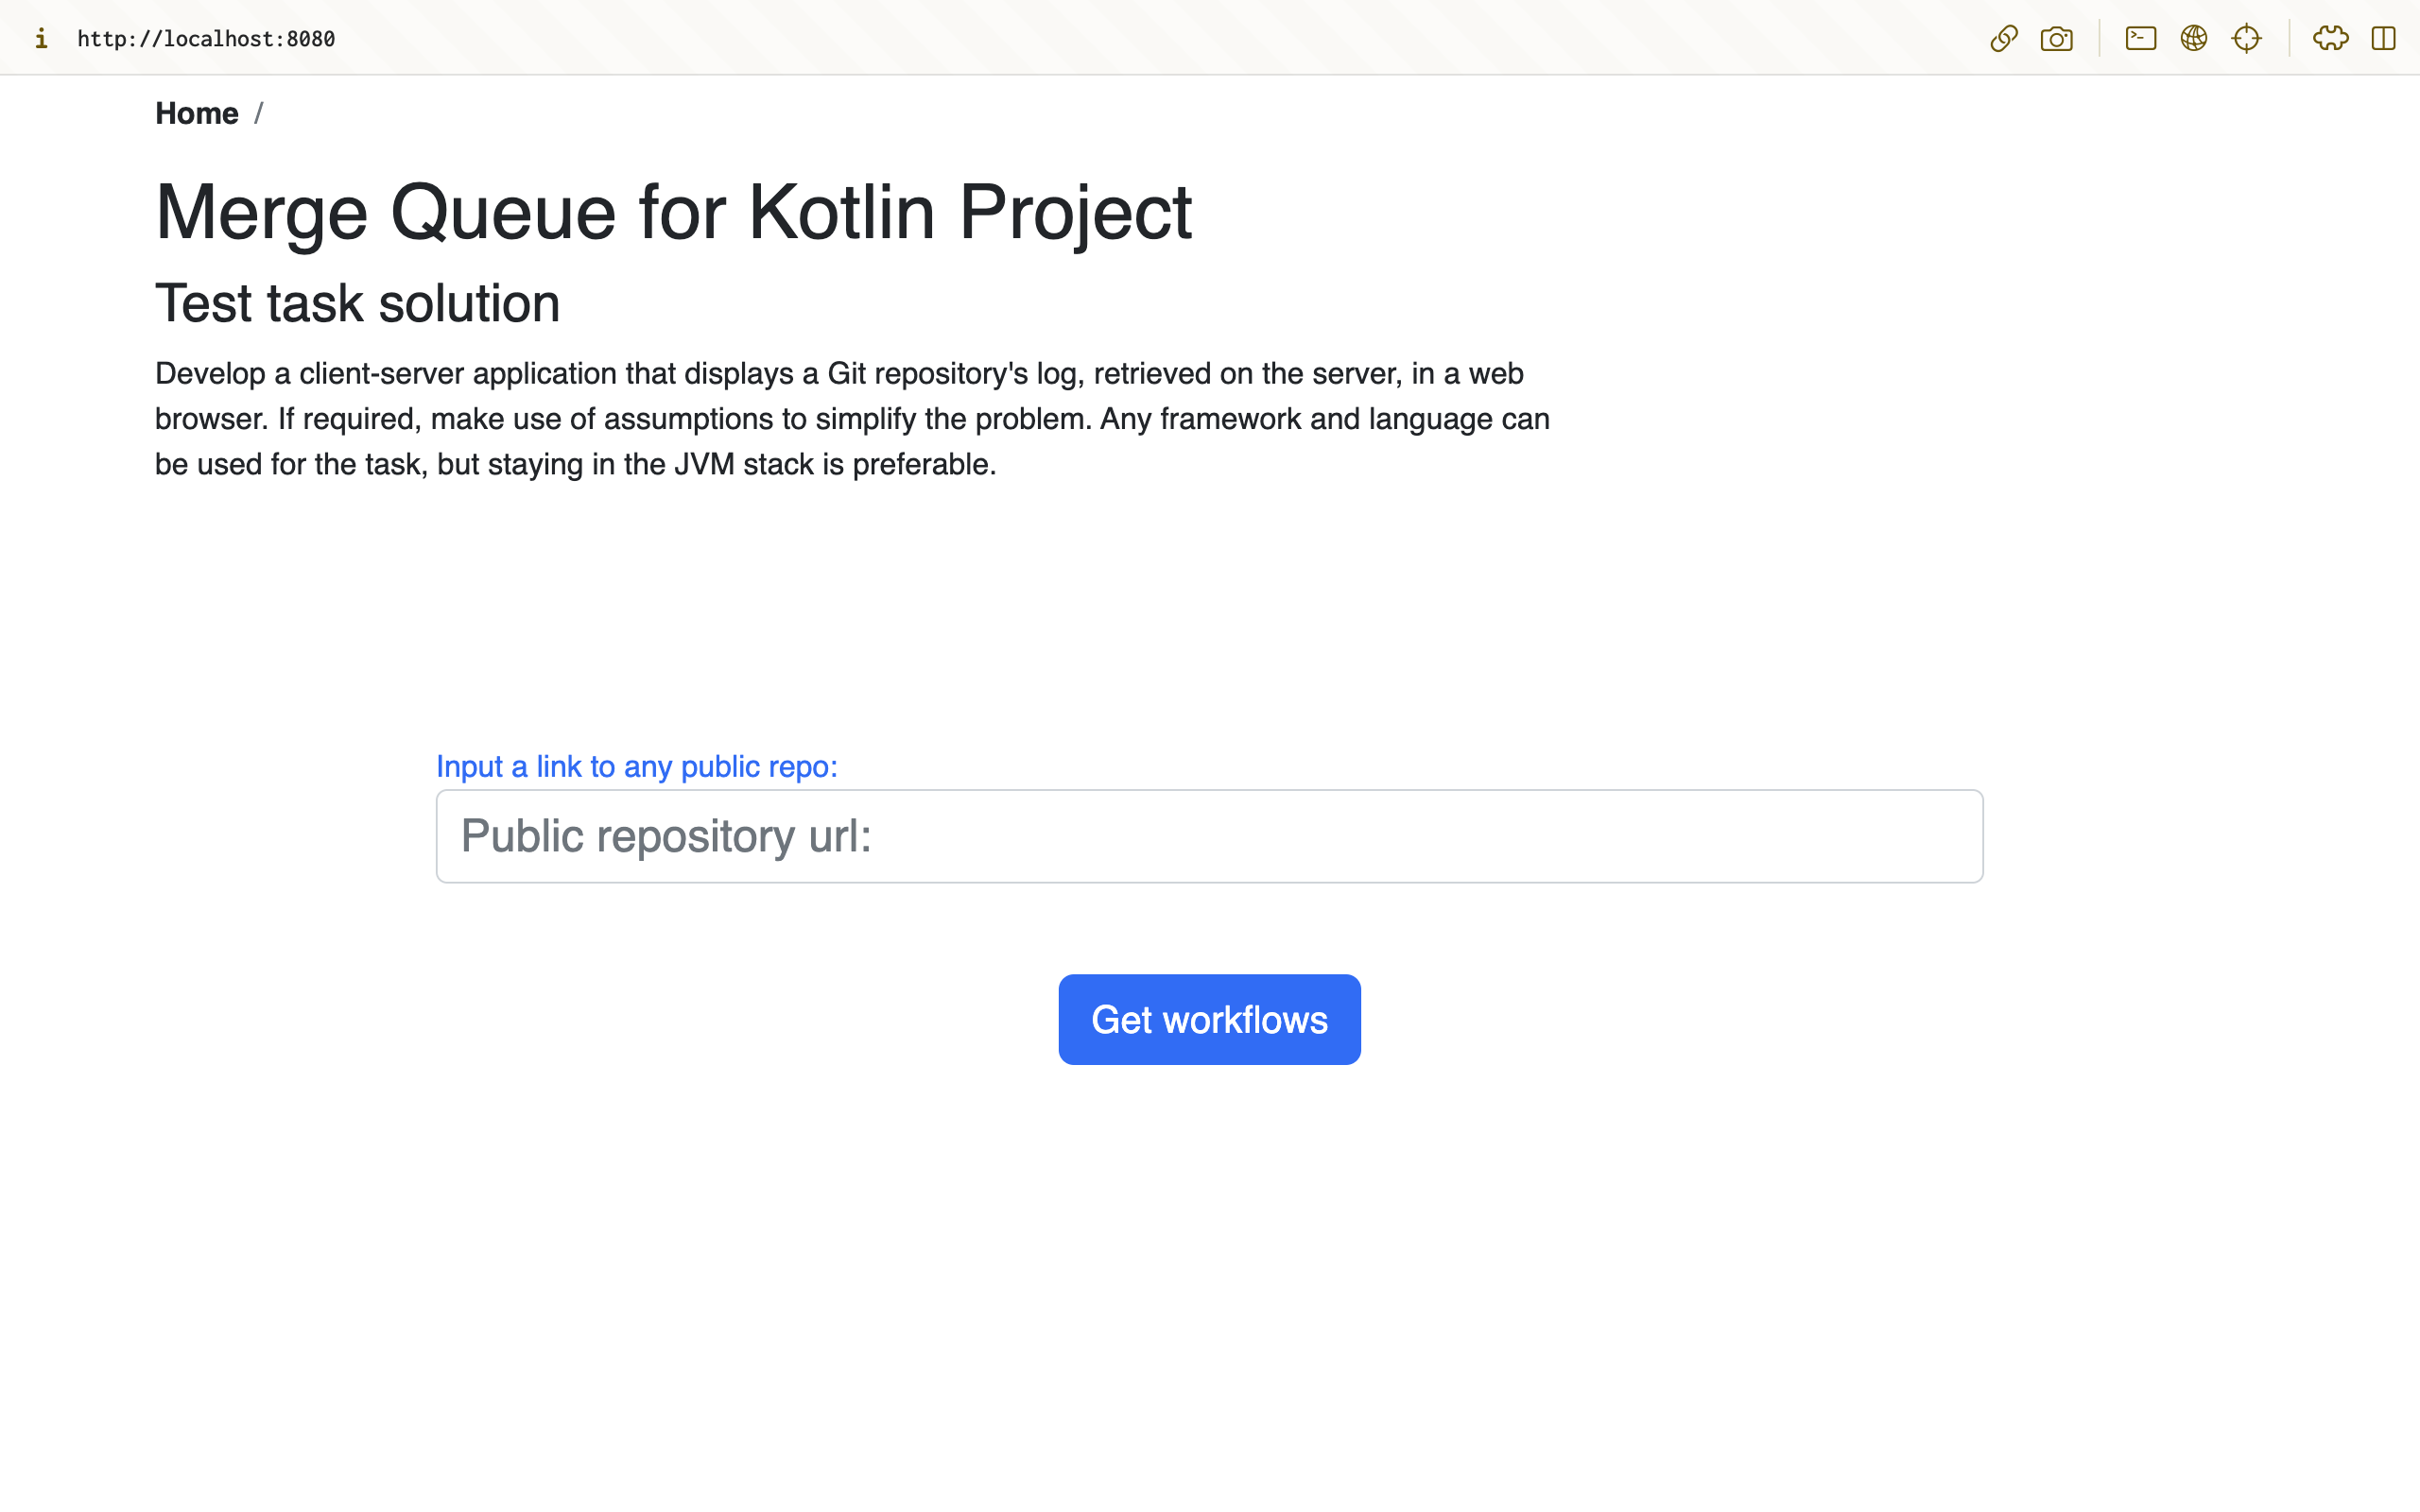 http://localhost:8080
Home /
Merge Queue for Kotlin Project
Test task solution
Develop a client-server application that displays a Git repository's log, retrieved on the server, in a web
browser. If required, make use of assumptions to simplify the problem. Any framework and language can
be used for the task, but staying in the JVM stack is preferable.
Input a link to any public repo:
Public repository url:
Get workflows